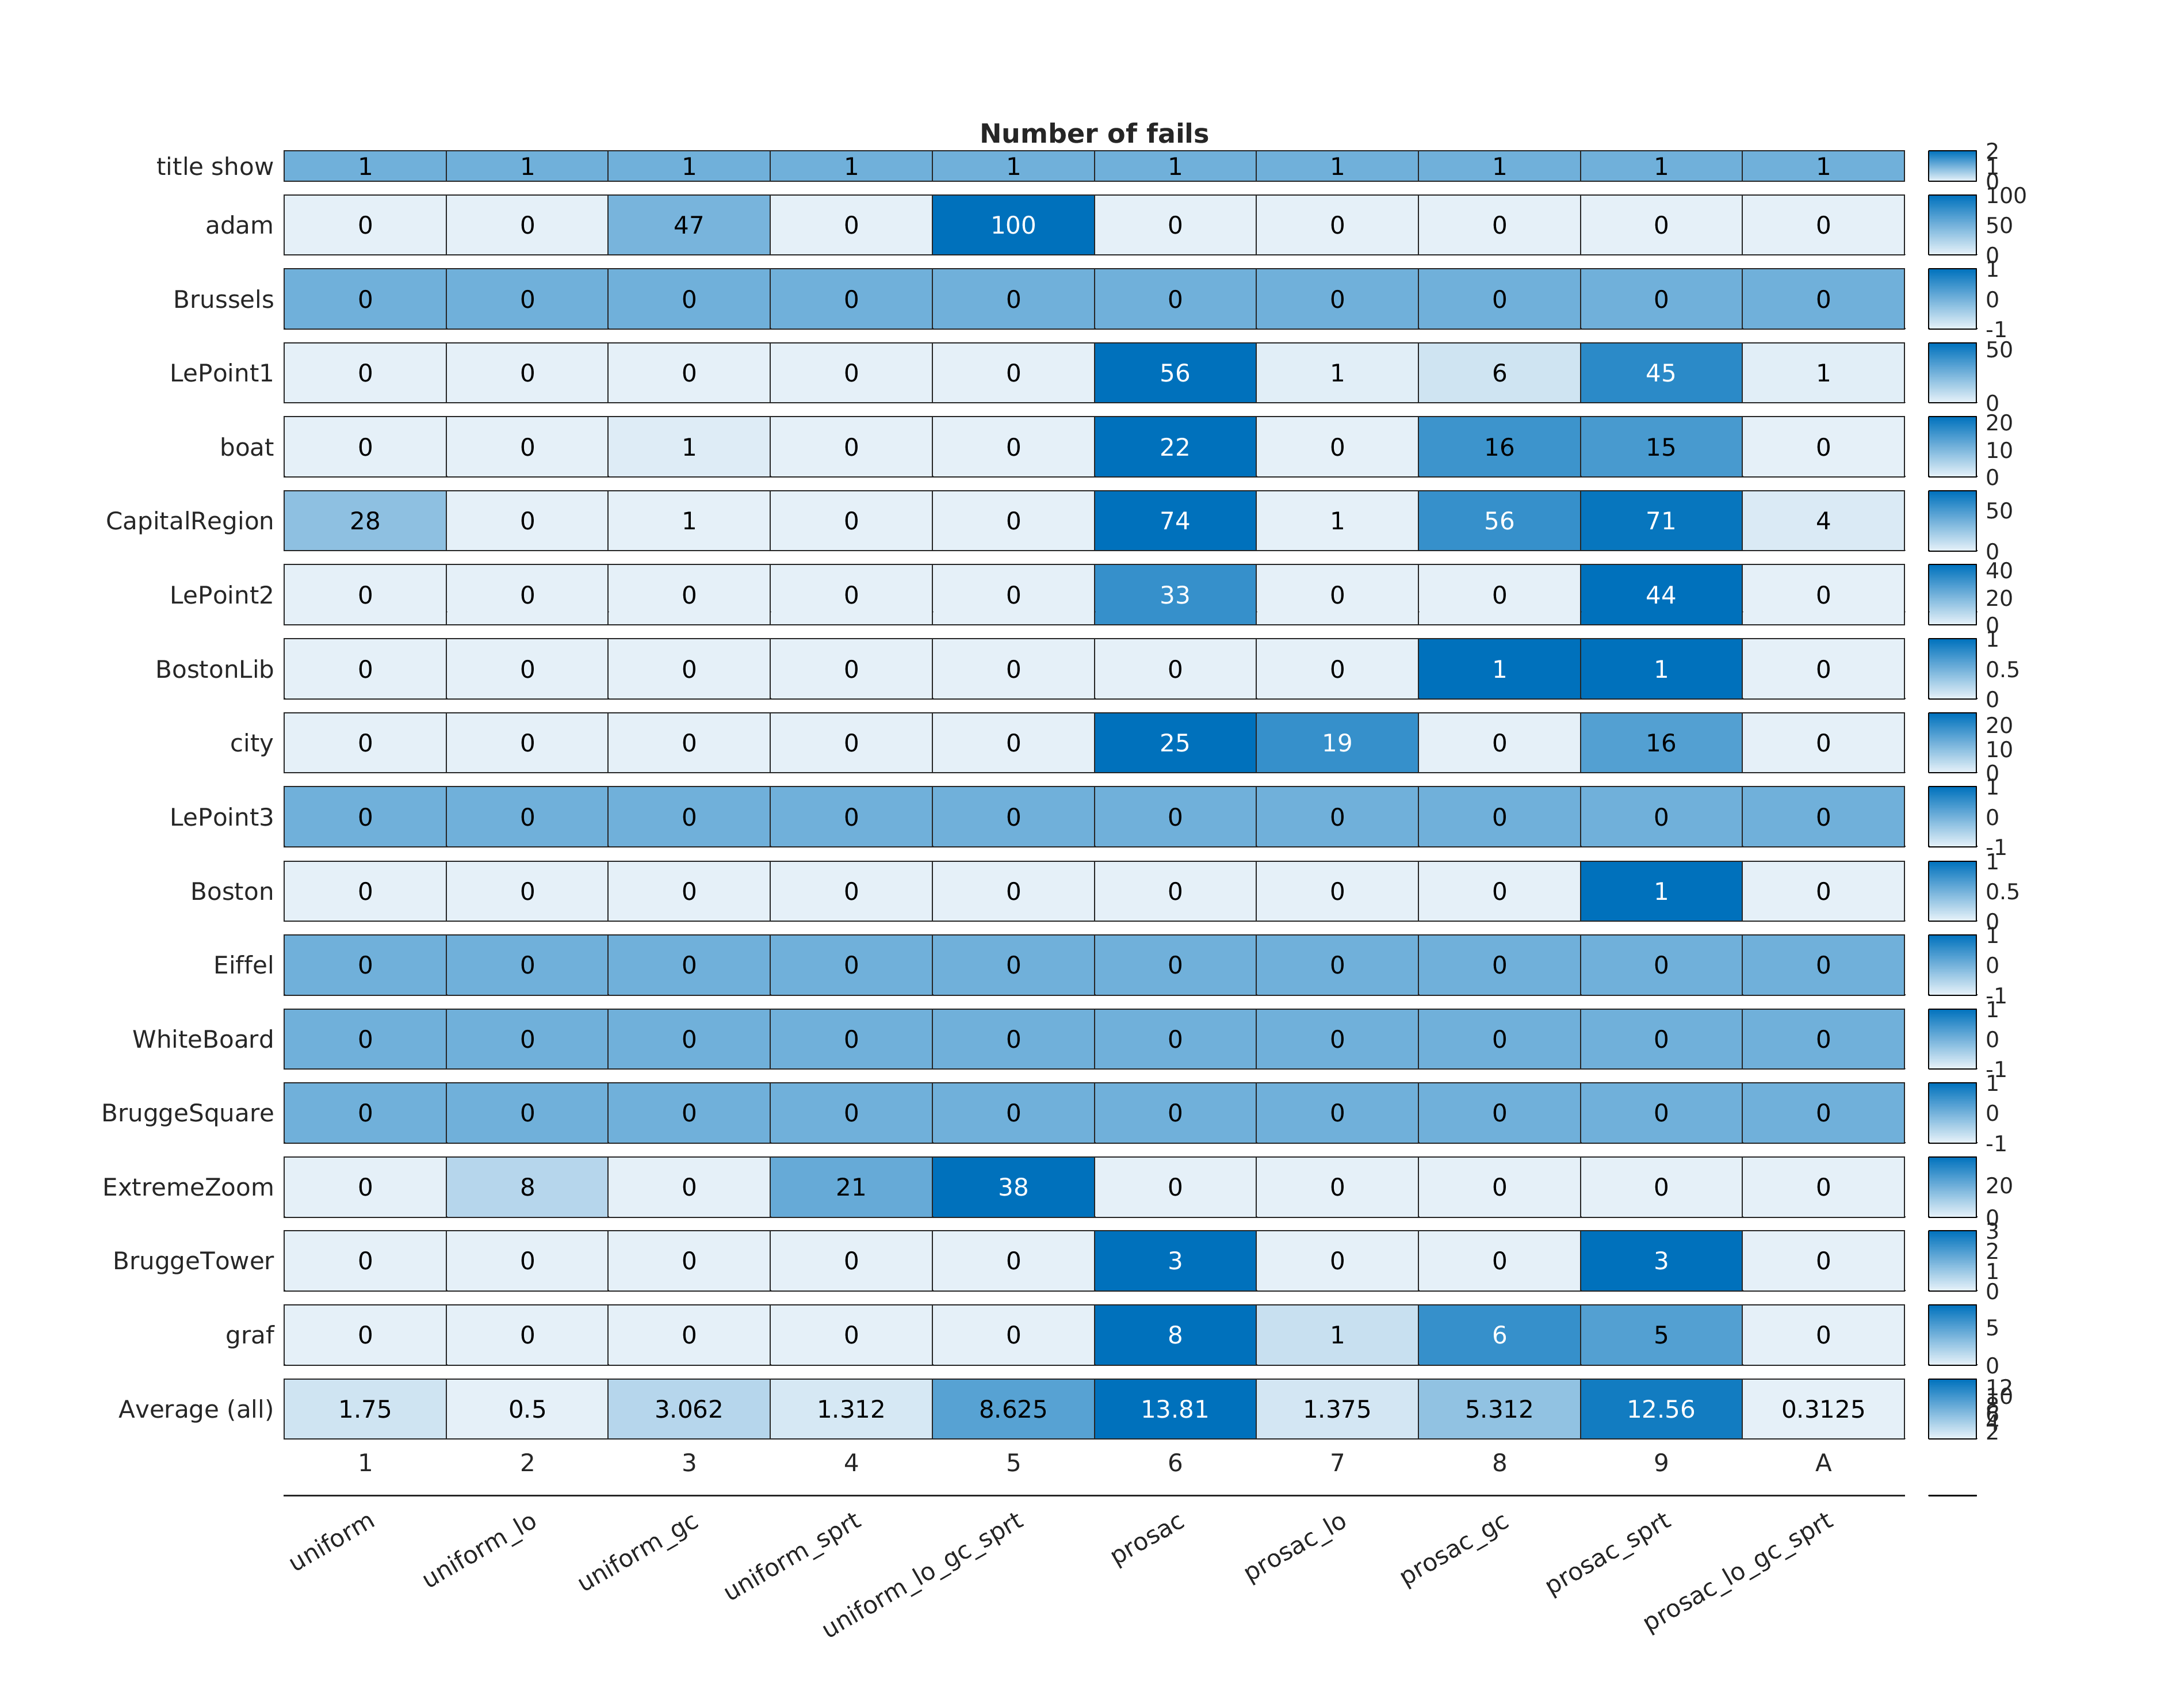 Number of fails
title show 1 1 1 1 1 1 1 1 1 1 2 1 0
adam 0 0 47 0 100 0 0 0 0 0 100 50 0
Brussels 0 0 0 0 0 0 0 0 0 0 1 0 -1
LePoint1 0 0 0 0 0 56 1 6 45 1 50 0
boat 0 0 1 0 0 22 0 16 15 0 20 10 0
CapitalRegion 28 0 1 0 0 74 1 56 71 4 50 0
LePoint2 0 0 0 0 0 33 0 0 44 0 40 20 0
BostonLib 0 0 0 0 0 0 0 1 1 0 1 0.5 0
city 0 0 0 0 0 25 19 0 16 0 20 10 0
LePoint3 0 0 0 0 0 0 0 0 0 0 1 0 -1
Boston 0 0 0 0 0 0 0 0 1 0 1 0.5 0
Eiffel 0 0 0 0 0 0 0 0 0 0 1 0 -1
WhiteBoard 0 0 0 0 0 0 0 0 0 0 1 0 -1
BruggeSquare 0 0 0 0 0 0 0 0 0 0 1 0 -1
ExtremeZoom 0 8 0 21 38 0 0 0 0 0 20 0
BruggeTower 0 0 0 0 0 3 0 0 3 0 3 2 1 0
graf 0 0 0 0 0 8 1 6 5 0 5 0
Average (all) 1.75 0.5 3.062 1.312 8.625 13.81 1.375 5.312 12.56 0.3125 12 10 8 6 4 2
1 2 3 4 5 6 7 8 9 A
uniform uniform_lo uniform_gc uniform_sprt uniform_lo_gc_sprt prosac prosac_lo prosac_gc prosac_sprt prosac_lo_gc_sprt